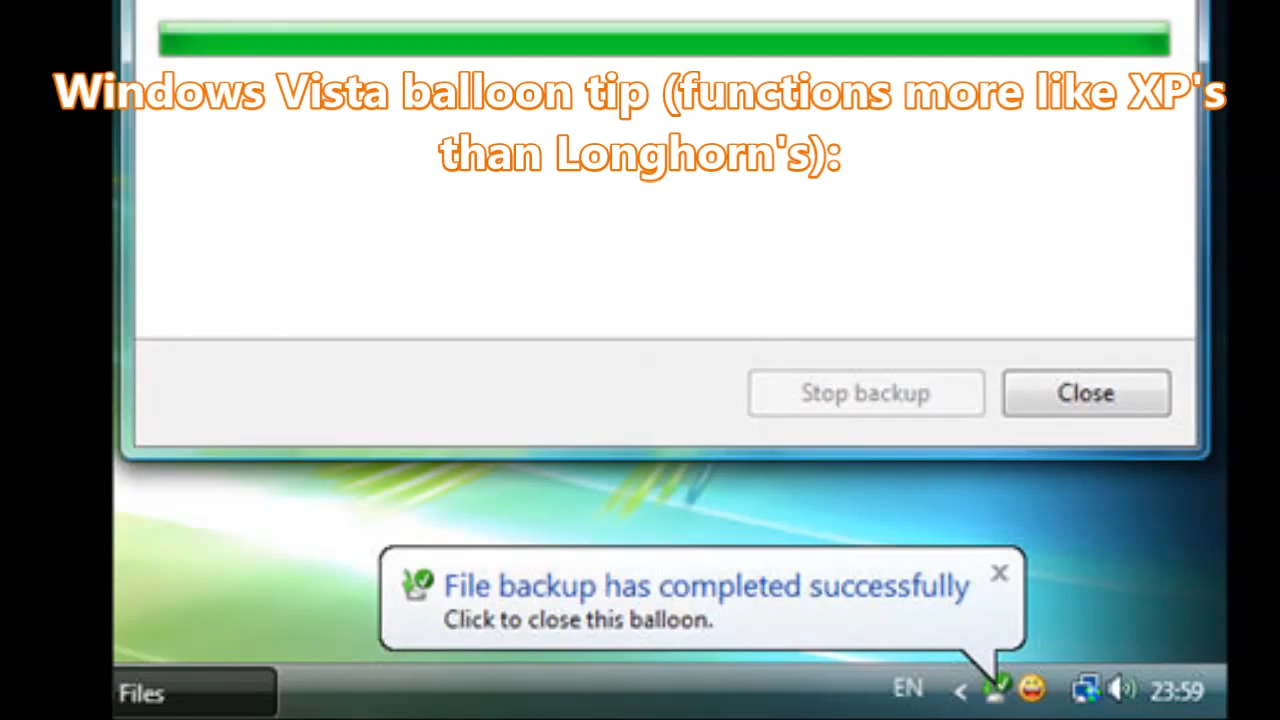 Windows Vista balloon tip (functions more like XP's
than Longhorn's):
Stop backup
Close
File backup has completed successfully
Click to close this balloon.
Files
EN
23:59